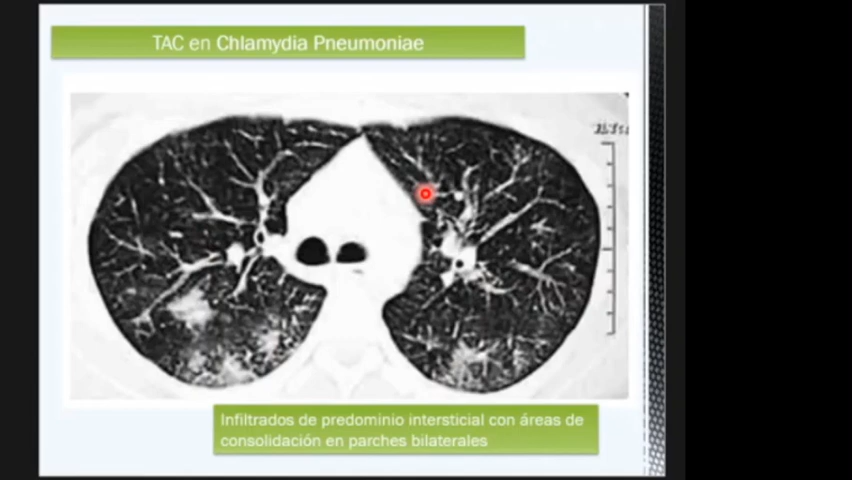 TAC en Chlamydia Pneumoniae
Infiltrados de predominio intersticial con áreas de
consolidación en parches bilaterales